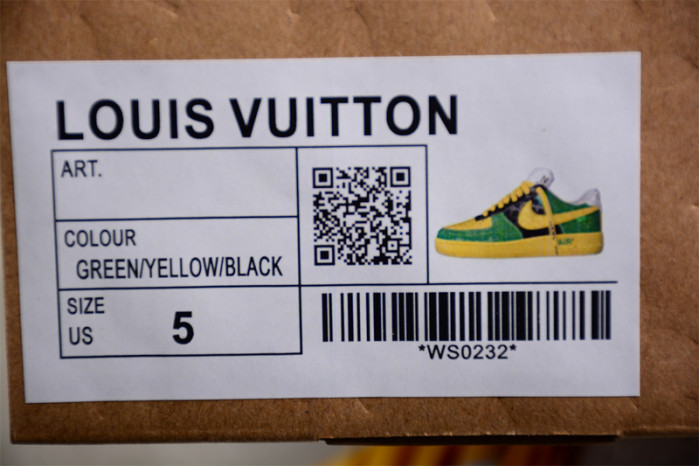 LOUIS VUITTON
ART.
COLOUR
GREEN/YELLOW/BLACK
SIZE
US 5
*WS0232*